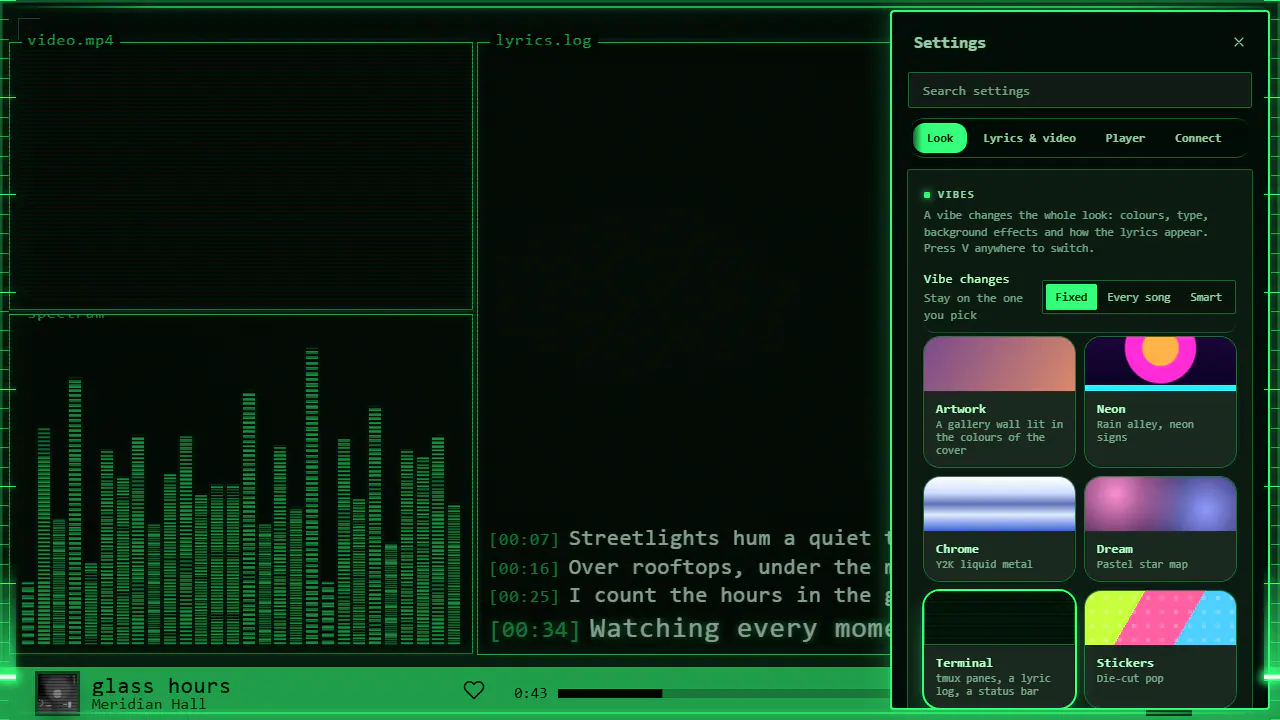 video.mp4
lyrics.log
spectrum
[00:07] Streetlights hum a quiet
[00:16] Over rooftops, under the
[00:25] I count the hours in the
[00:34] Watching every
glass hours
Meridian Hall
0:43
Settings
Search settings
Look Lyrics & video Player Connect
VIBES
A vibe changes the whole look: colours, type,
background effects and how the lyrics appear.
Press V anywhere to switch.
Vibe changes
Stay on the one
you pick
Fixed Every song Smart
Artwork
A gallery wall lit in
the colours of the
cover
Neon
Rain alley, neon
signs
Chrome
Y2K liquid metal
Dream
Pastel star map
Terminal
tmux panes, a lyric
log, a status bar
Stickers
Die-cut pop